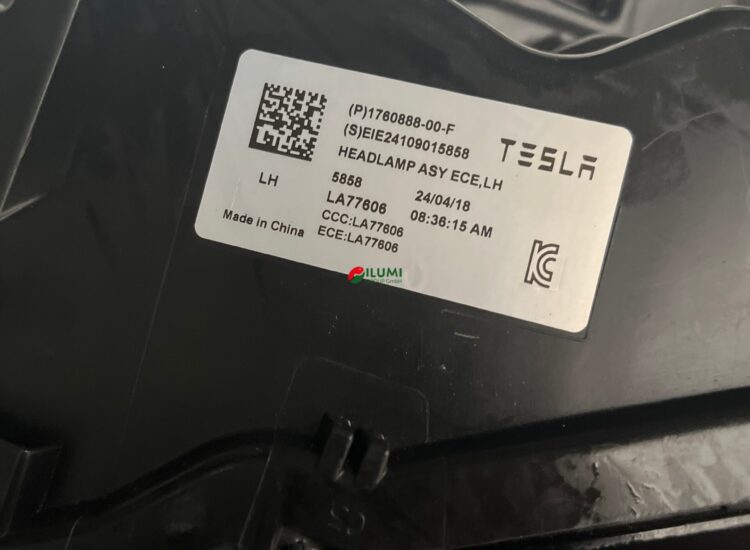 (P)1760888-00-F
(S)EIE24109015858
HEADLAMP ASY ECE,LH
TESLA
LH
5858
24/04/18
LA77606
08:36:15 AM
CCC:LA77606
ECE:LA77606
Made in China
ILUMI
GmbH